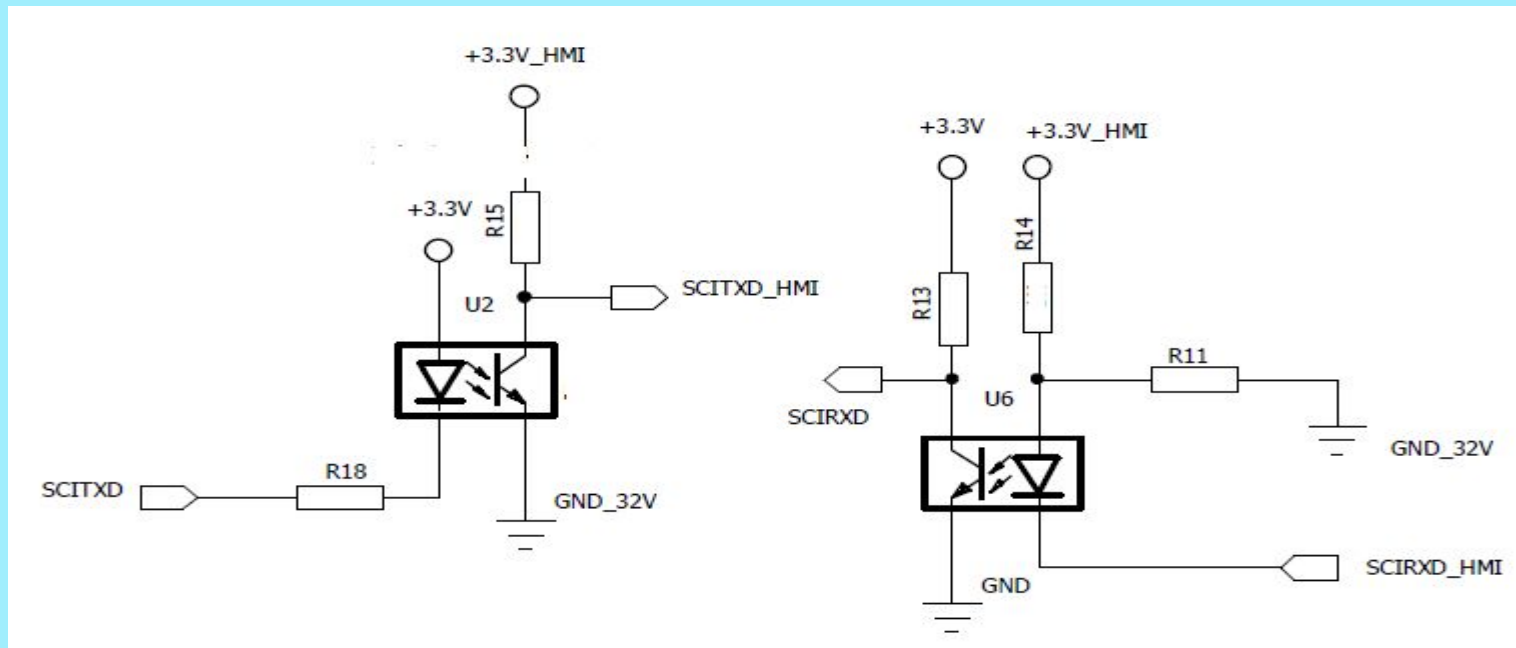 +3.3V_HMI
+3.3V
R15
U2
SCITXD_HMI
SCITXD
R18
GND_32V
+3.3V
+3.3V_HMI
R13
R14
SCIRXD
U6
R11
GND_32V
GND
SCIRXD_HMI